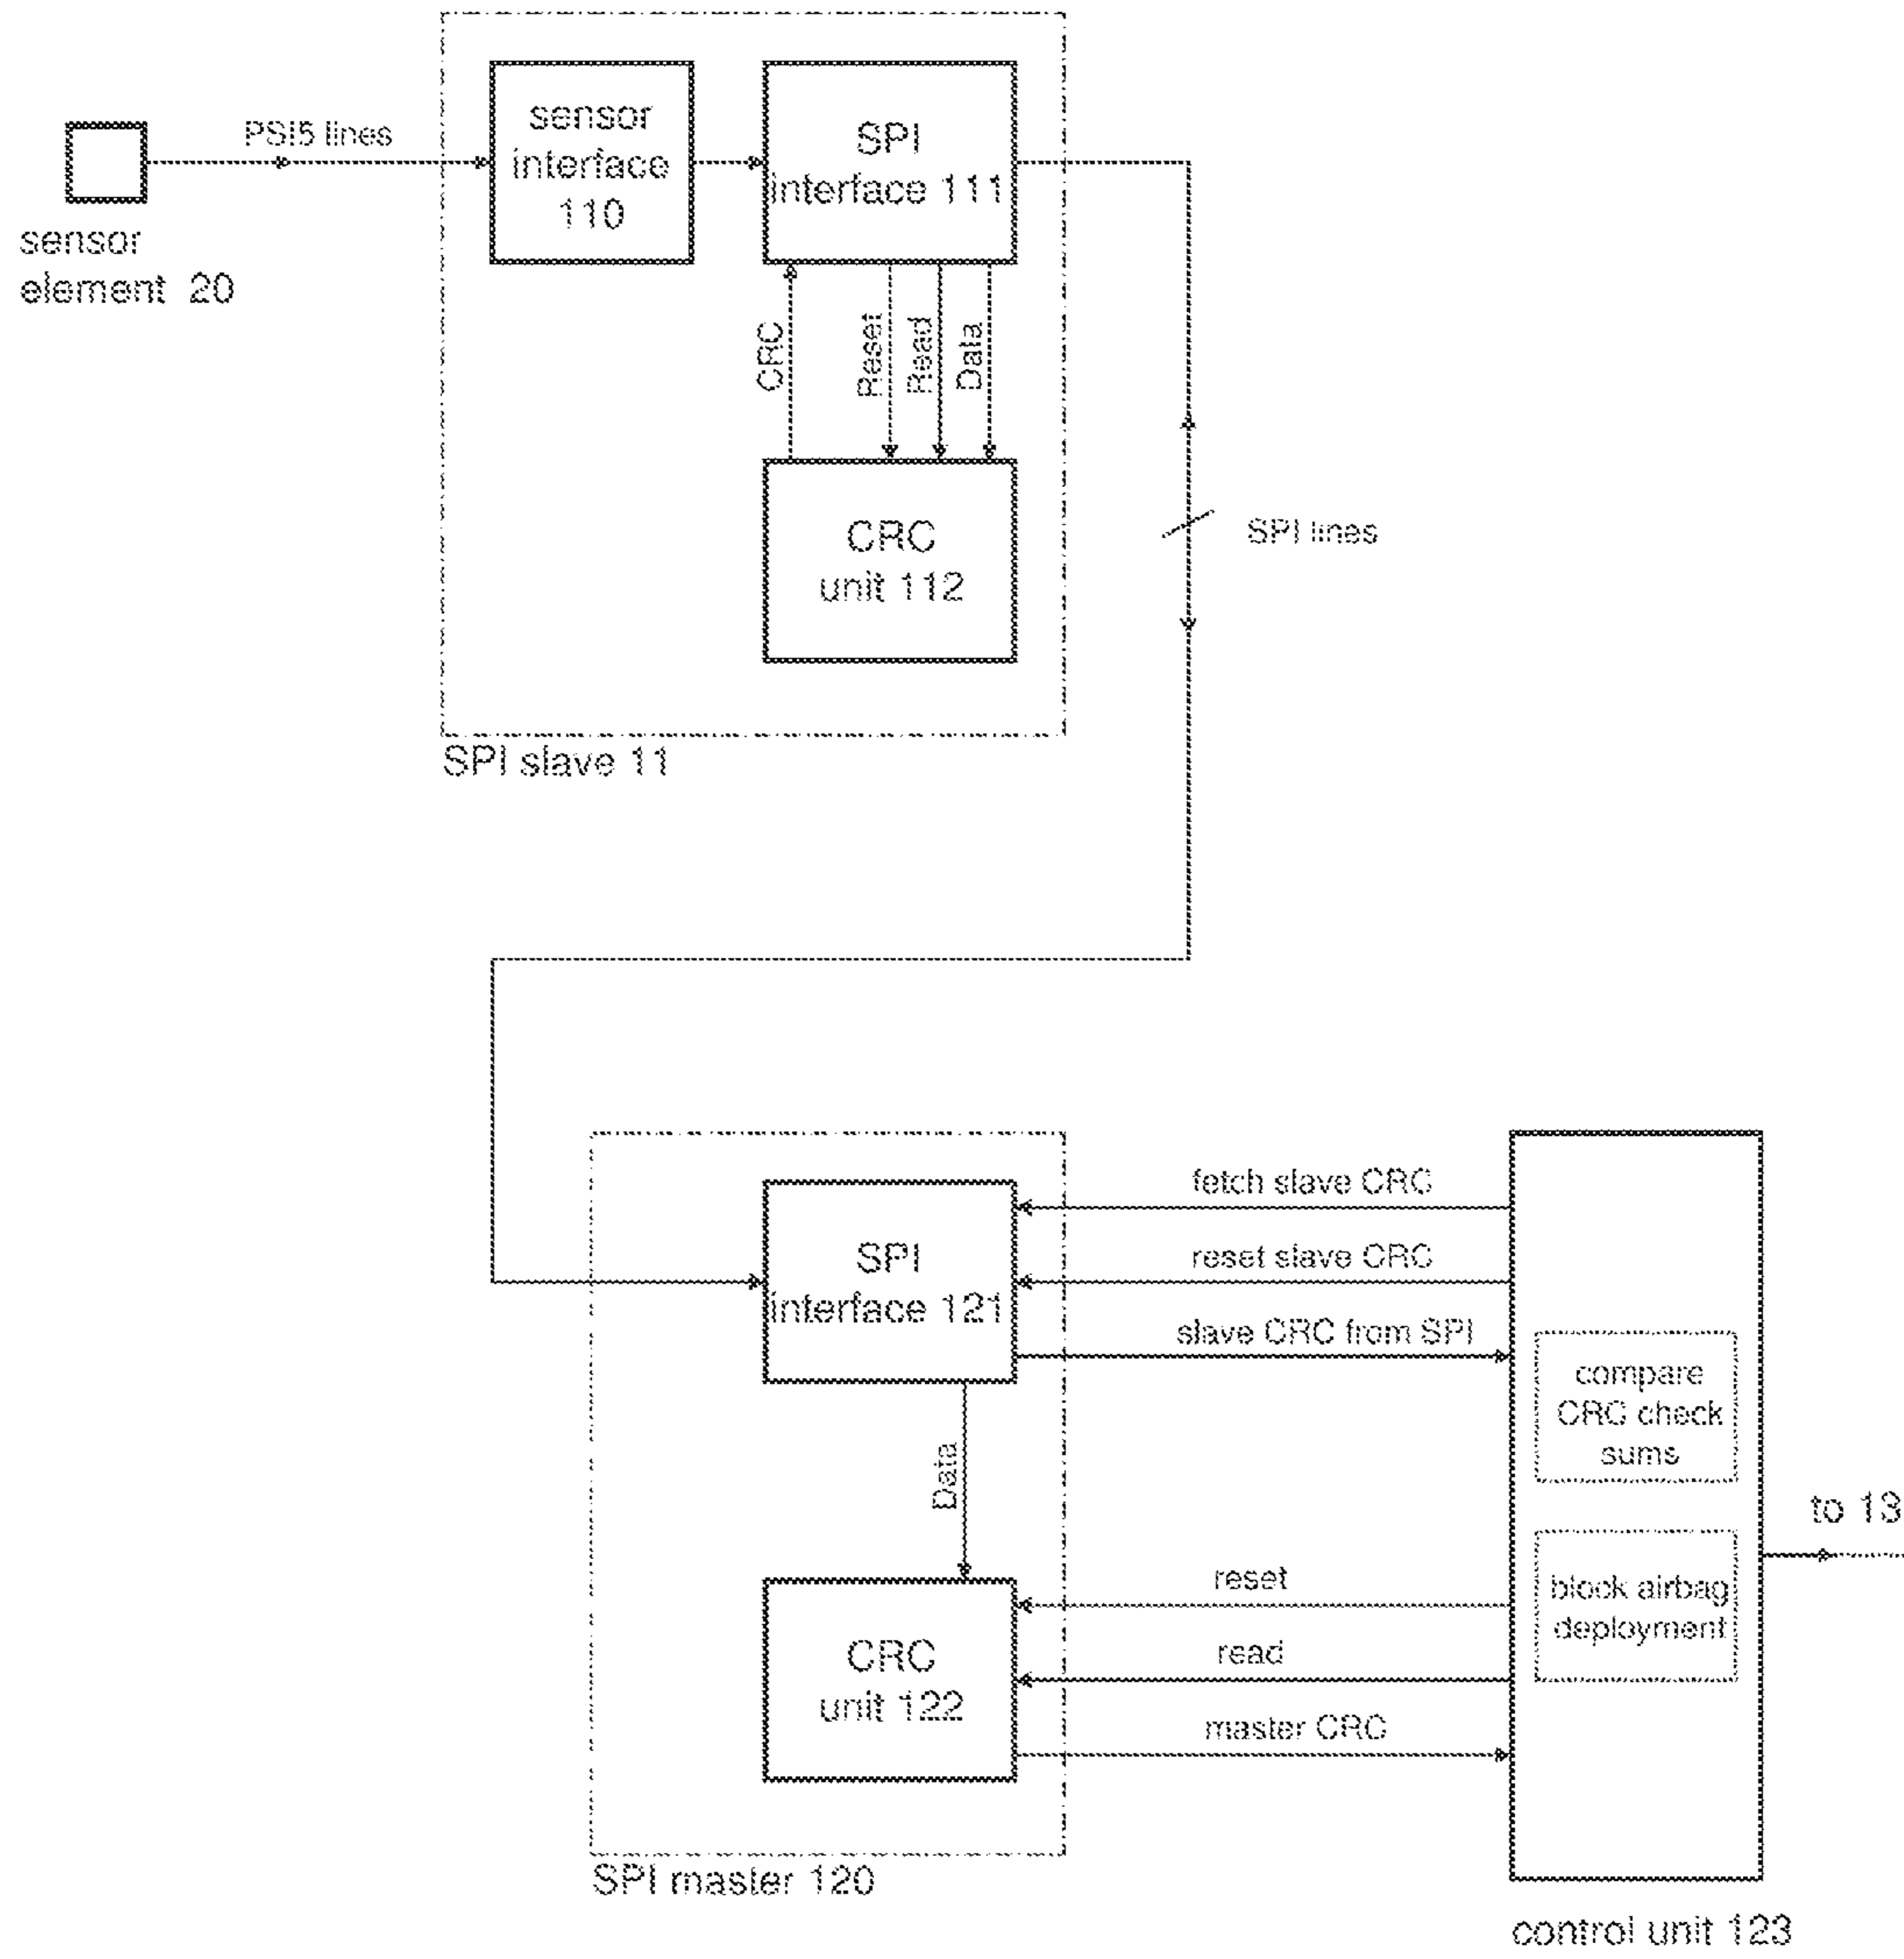 PSI5 lines
sensor
interface
110
SPI
interface 111
sensor
element 20
CRC
Reset
Read
Data
CRC
unit 112
SPI lines
SPI slave 11
fetch slave CRC
reset slave CRC
slave CRC from SPI
SPI
interface 121
compare
CRC check
sums
Data
to 13
block airbag
deployment
reset
read
master CRC
CRC
unit 122
SPI master 120
control unit 123